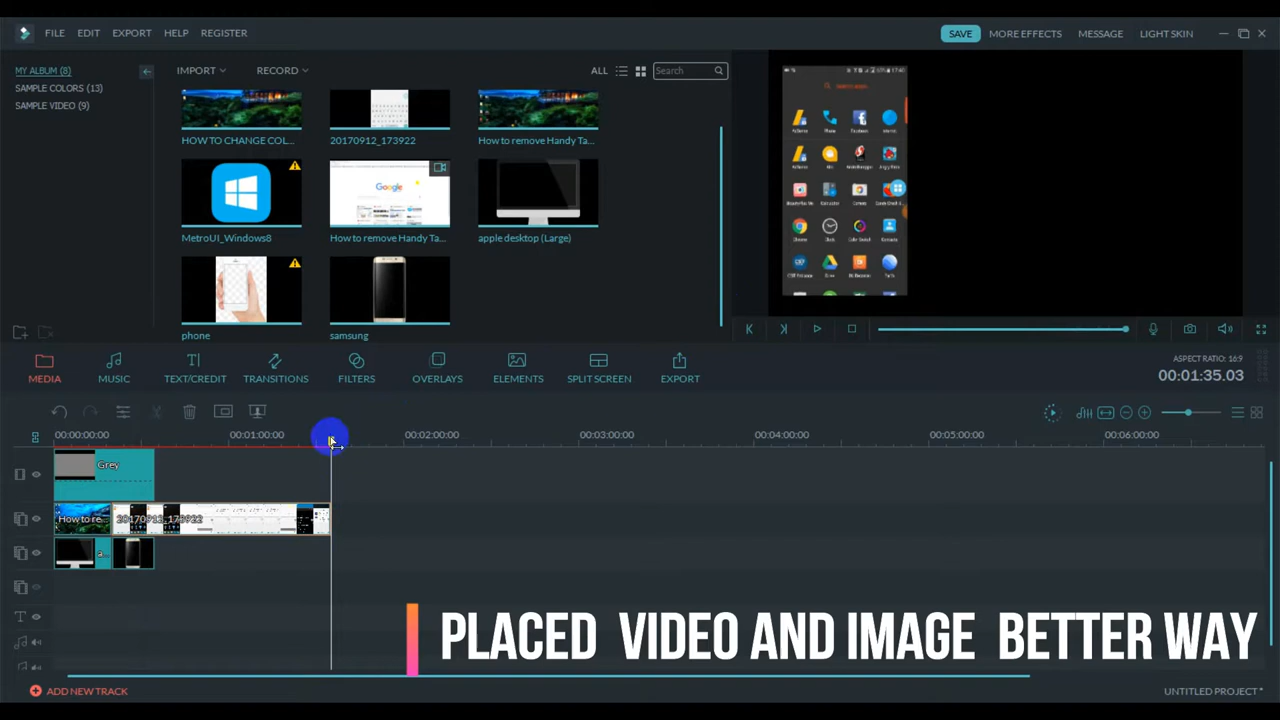 FILE EDIT EXPORT HELP REGISTER SAVE MORE EFFECTS MESSAGE LIGHT SKIN
MY ALBUM (8)
SAMPLE COLORS (13)
SAMPLE VIDEO (9)
IMPORT RECORD ALL Search
HOW TO CHANGE COL... 20170912_173922 How to remove Handy Ta...
MetroUI_Windows8 How to remove Handy Ta... apple desktop (Large)
Google
phone samsung
MEDIA MUSIC TEXT/CREDIT TRANSITIONS FILTERS OVERLAYS ELEMENTS SPLIT SCREEN EXPORT
ASPECT RATIO: 16:9
00:01:35.03
00:00:00:00 00:01:00:00 00:02:00:00 00:03:00:00 00:04:00:00 00:05:00:00 00:06:00:00
Grey
How to re... 20170912_173922
a...
PLACED VIDEO AND IMAGE BETTER WAY
ADD NEW TRACK UNTITLED PROJECT *